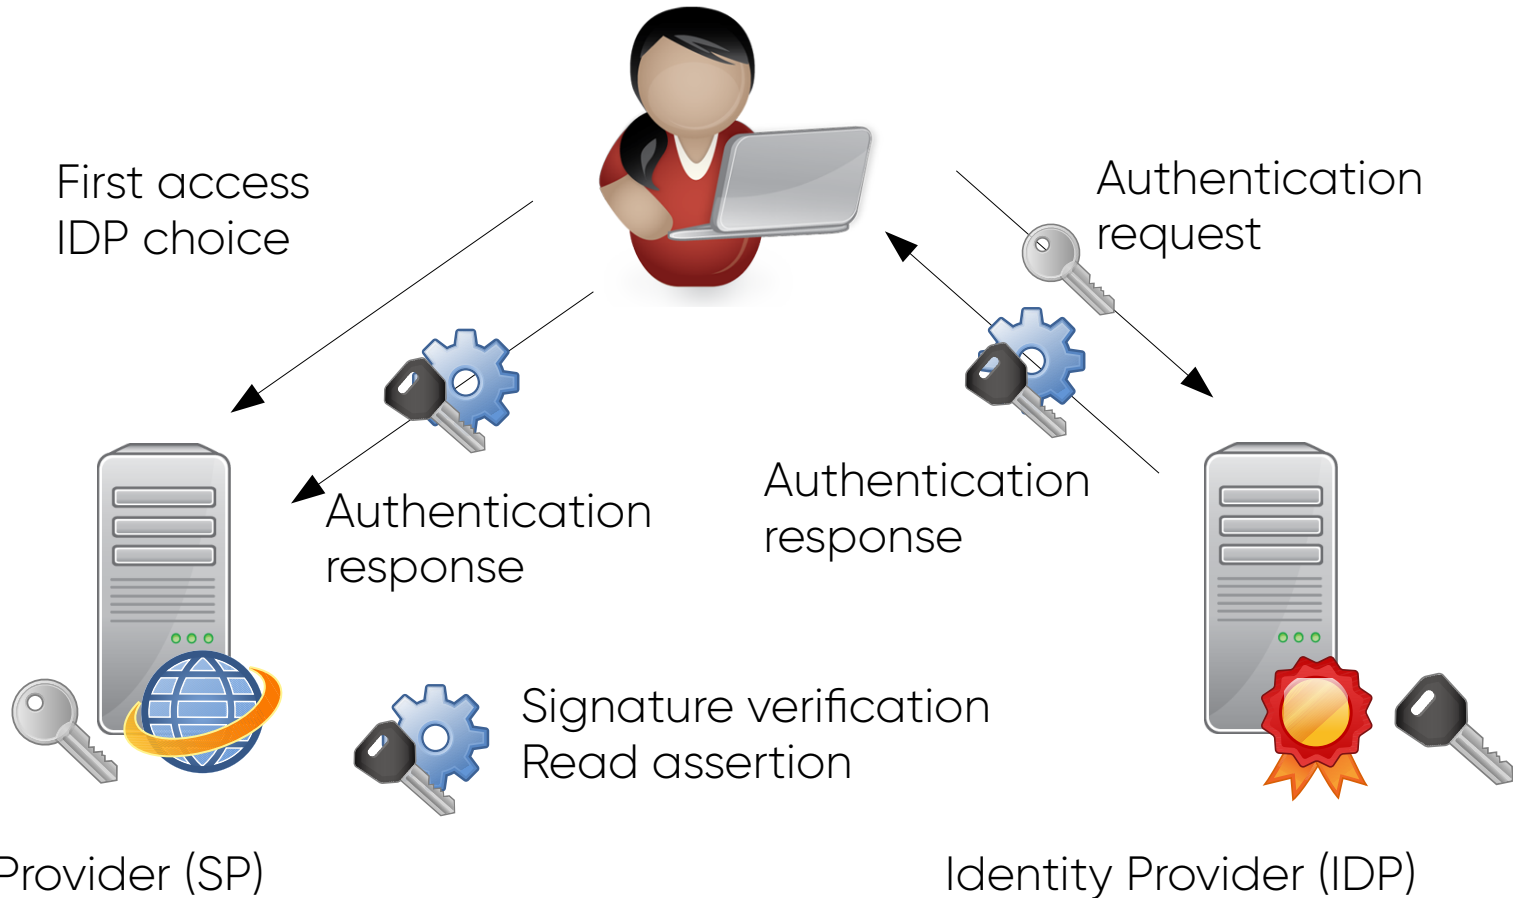 First access
IDP choice
Authentication
request
Authentication
response
Authentication
response
Signature verification
Read assertion
Provider (SP)
Identity Provider (IDP)